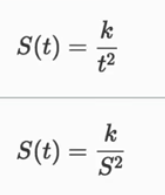 S(t) = k/t²
S(t) = k/S²